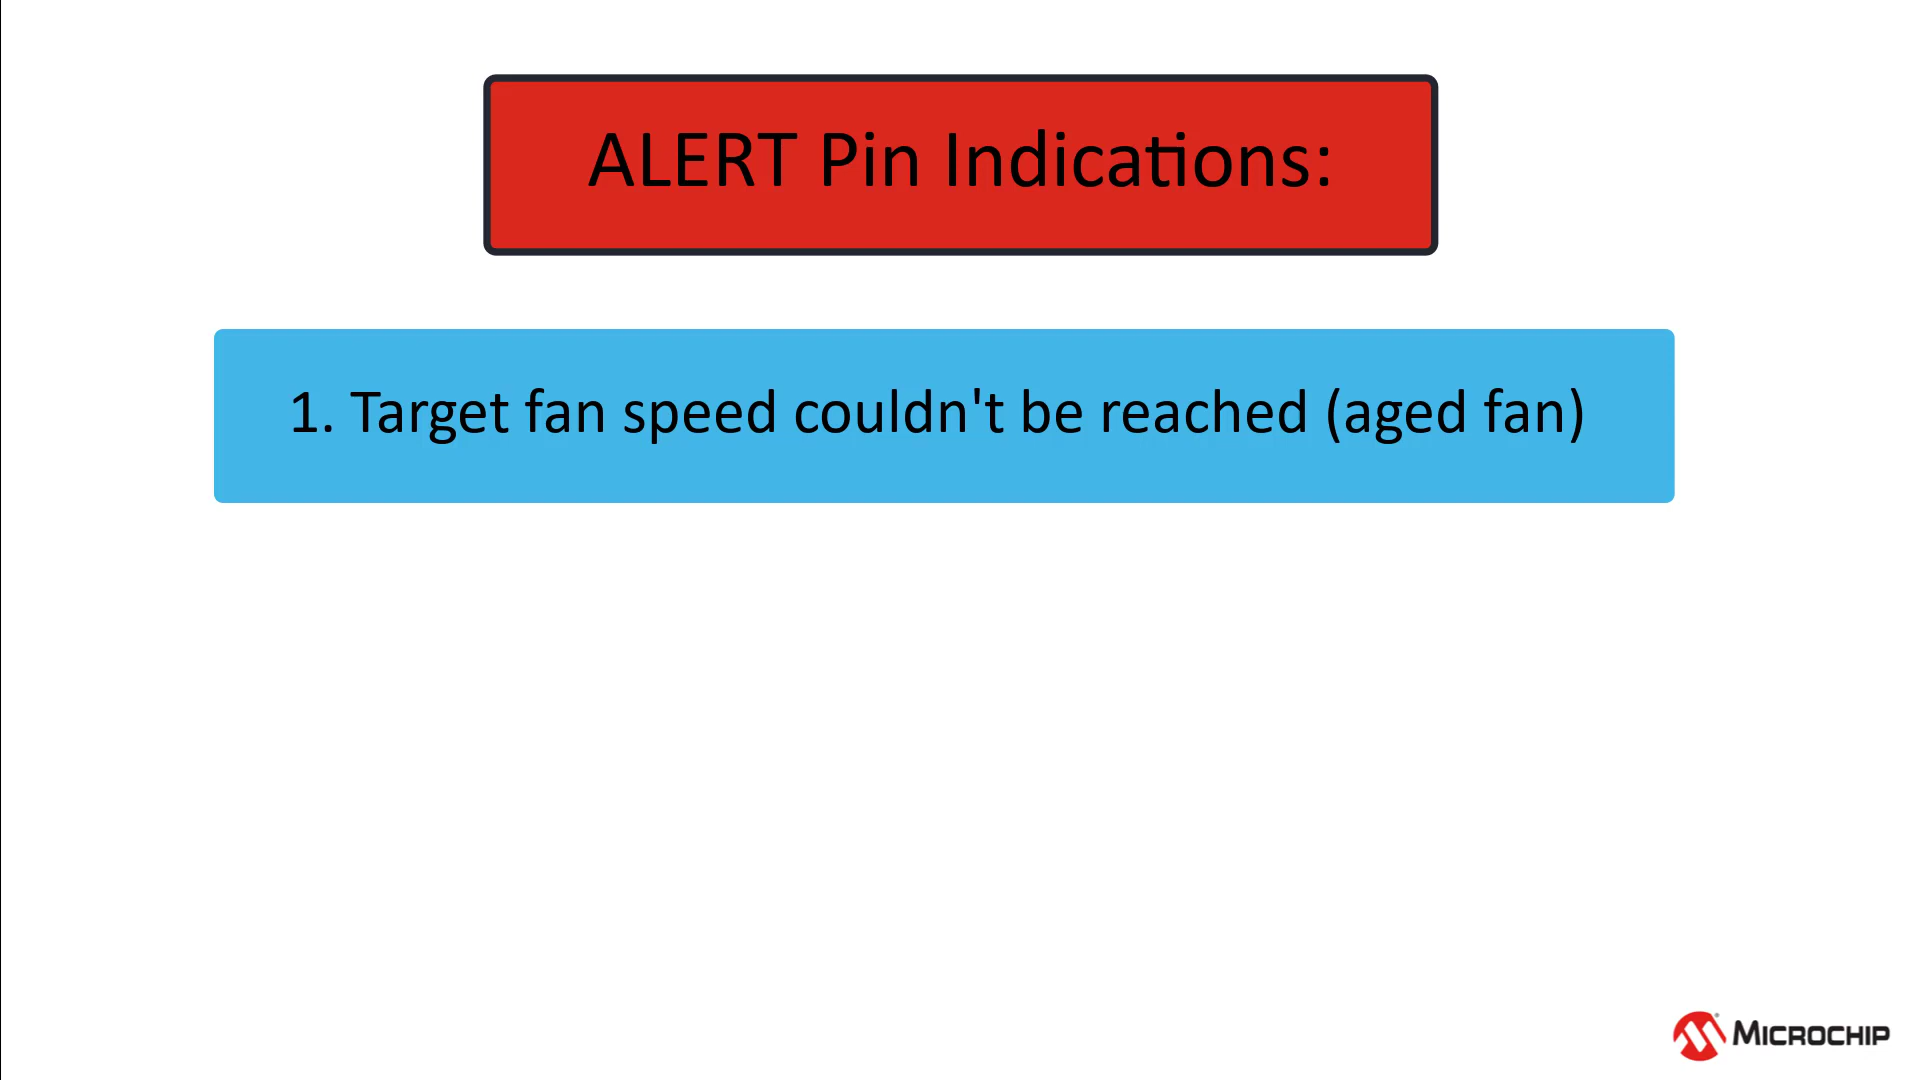 ALERT Pin Indications:
1. Target fan speed couldn't be reached (aged fan)
MICROCHIP